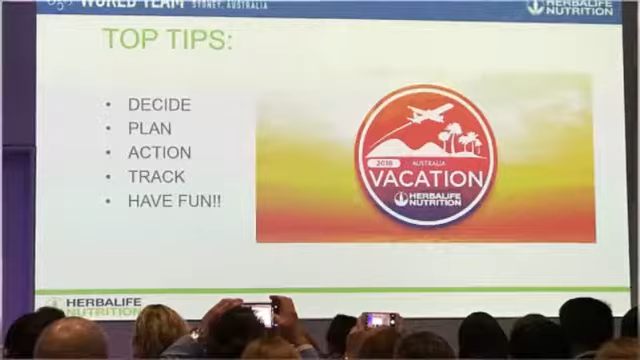 WORLD TEAM
SYDNEY, AUSTRALIA
HERBALIFE
NUTRITION
TOP TIPS:
• DECIDE
• PLAN
• ACTION
• TRACK
• HAVE FUN!!
2018 AUSTRALIA
VACATION
HERBALIFE
NUTRITION
HERBALIFE
NUTRITION